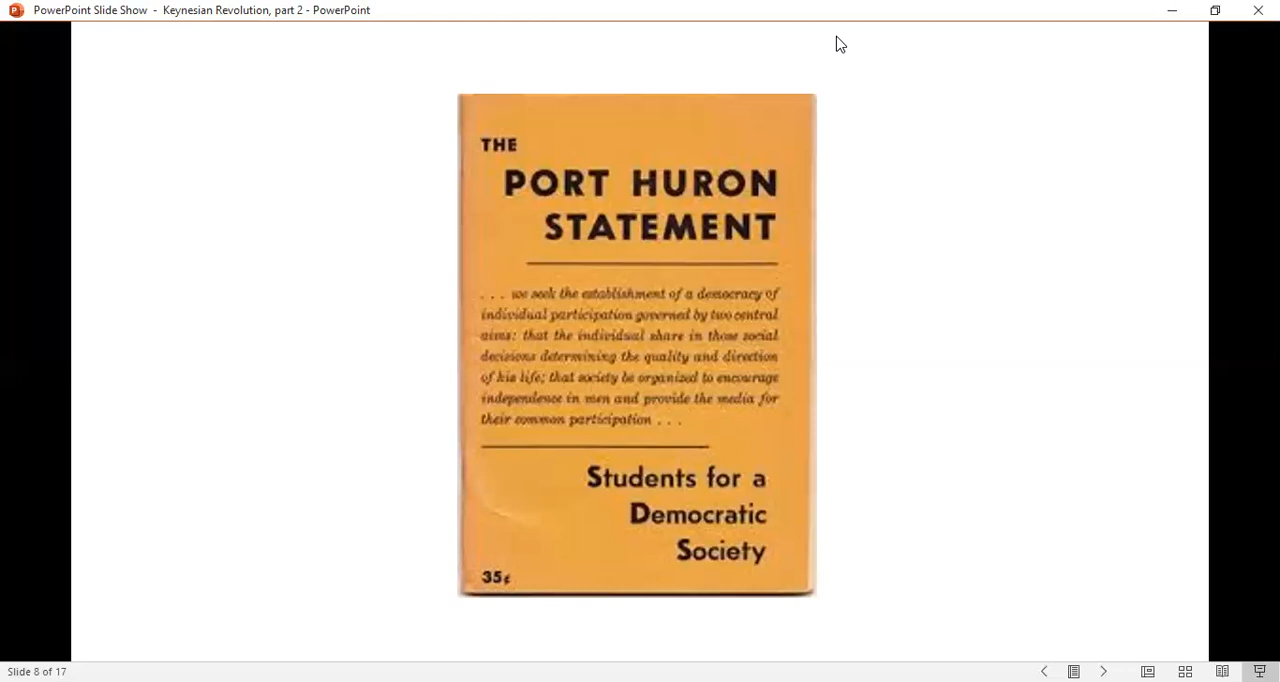 PowerPoint Slide Show - Keynesian Revolution, part 2 - PowerPoint
THE
PORT HURON
STATEMENT
. . . we seek the establishment of a democracy of
individual participation governed by two central
aims: that the individual share in those social
decisions determining the quality and direction
of his life; that society be organized to encourage
independence in men and provide the media for
their common participation . . .
Students for a
Democratic
Society
35¢
Slide 8 of 17